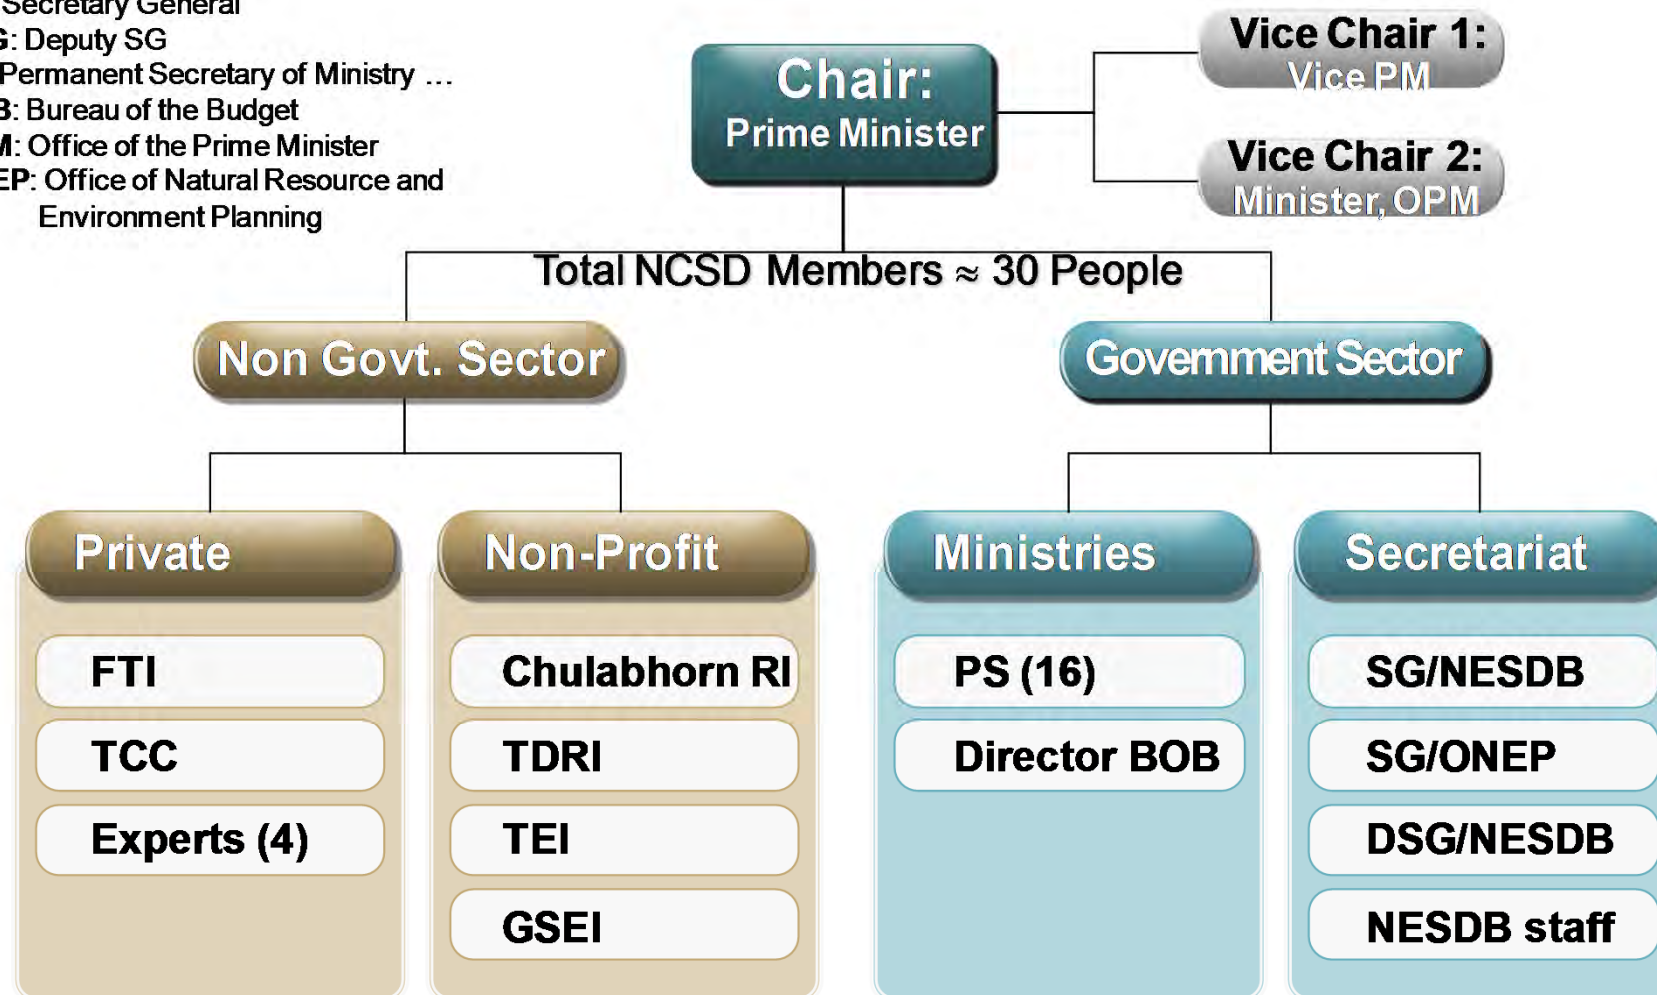 Secretary General
G: Deputy SG
Permanent Secretary of Ministry ...
B: Bureau of the Budget
M: Office of the Prime Minister
EP: Office of Natural Resource and
Environment Planning
Chair:
Prime Minister
Vice Chair 1:
Vice PM
Vice Chair 2:
Minister, OPM
Total NCSD Members ≈ 30 People
Non Govt. Sector
Government Sector
Private
FTI
TCC
Experts (4)
Non-Profit
Chulabhorn RI
TDRI
TEI
GSEI
Ministries
PS (16)
Director BOB
Secretariat
SG/NESDB
SG/ONEP
DSG/NESDB
NESDB staff